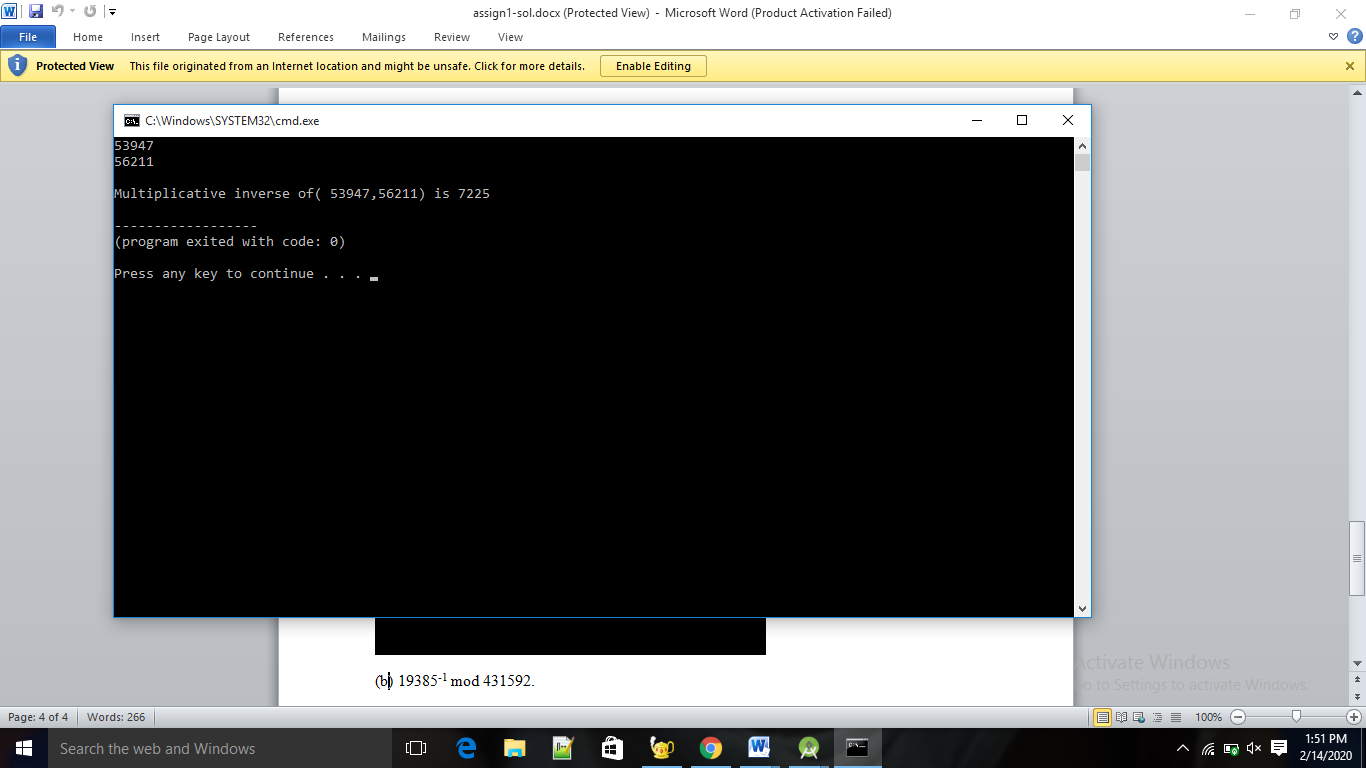 assign1-sol.docx (Protected View) - Microsoft Word (Product Activation Failed)
File Home Insert Page Layout References Mailings Review View
Protected View This file originated from an Internet location and might be unsafe. Click for more details. Enable Editing
C:\Windows\SYSTEM32\cmd.exe
53947
56211
Multiplicative inverse of( 53947,56211) is 7225
------------------
(program exited with code: 0)
Press any key to continue . . .
Activate Windows
Go to Settings to activate Windows.
(b) 19385⁻¹ mod 431592.
Page: 4 of 4 Words: 266 100%
Search the web and Windows
1:51 PM
2/14/2020